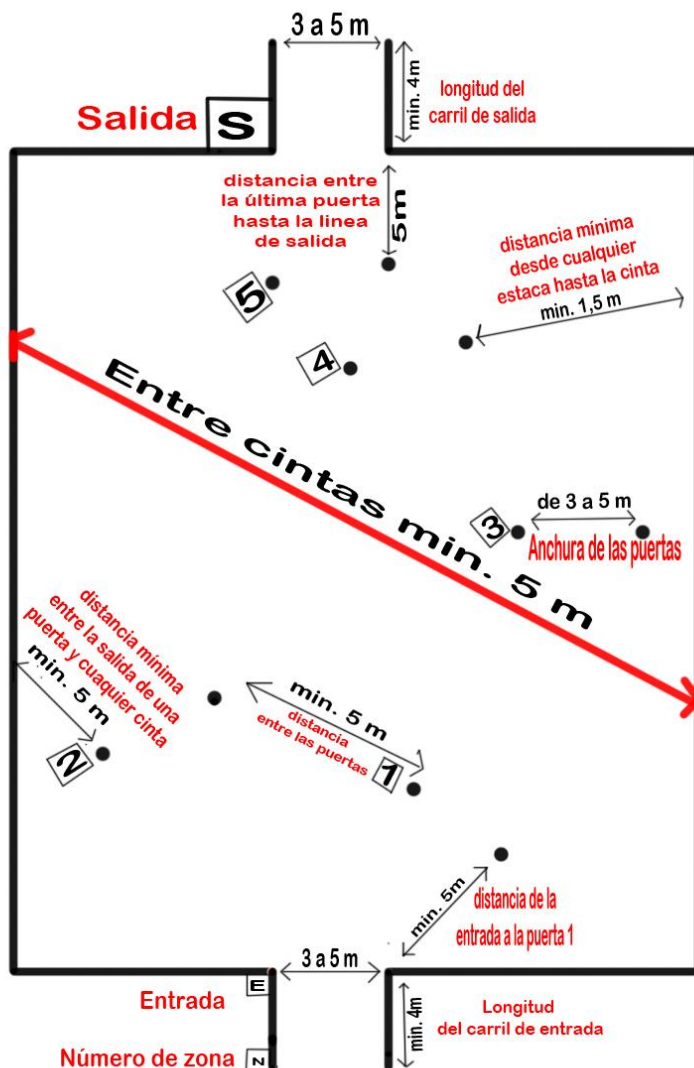 3 a 5 m
min. 4m
longitud del
carril de salida
Salida
S
distancia entre
la última puerta
hasta la linea
de salida
5m
distancia mínima
desde cualquier
estaca hasta la cinta
min. 1,5 m
5
4
Entre cintas min. 5 m
3
de 3 a 5 m
Anchura de las puertas
distancia mínima
entre la salida de una
puerta y cuaquier cinta
min. 5 m
2
min. 5 m
distancia
entre las puertas
1
min. 5m
distancia de la
entrada a la puerta 1
3 a 5 m
E
Entrada
min. 4m
Longitud
del carril de entrada
Número de zona
N